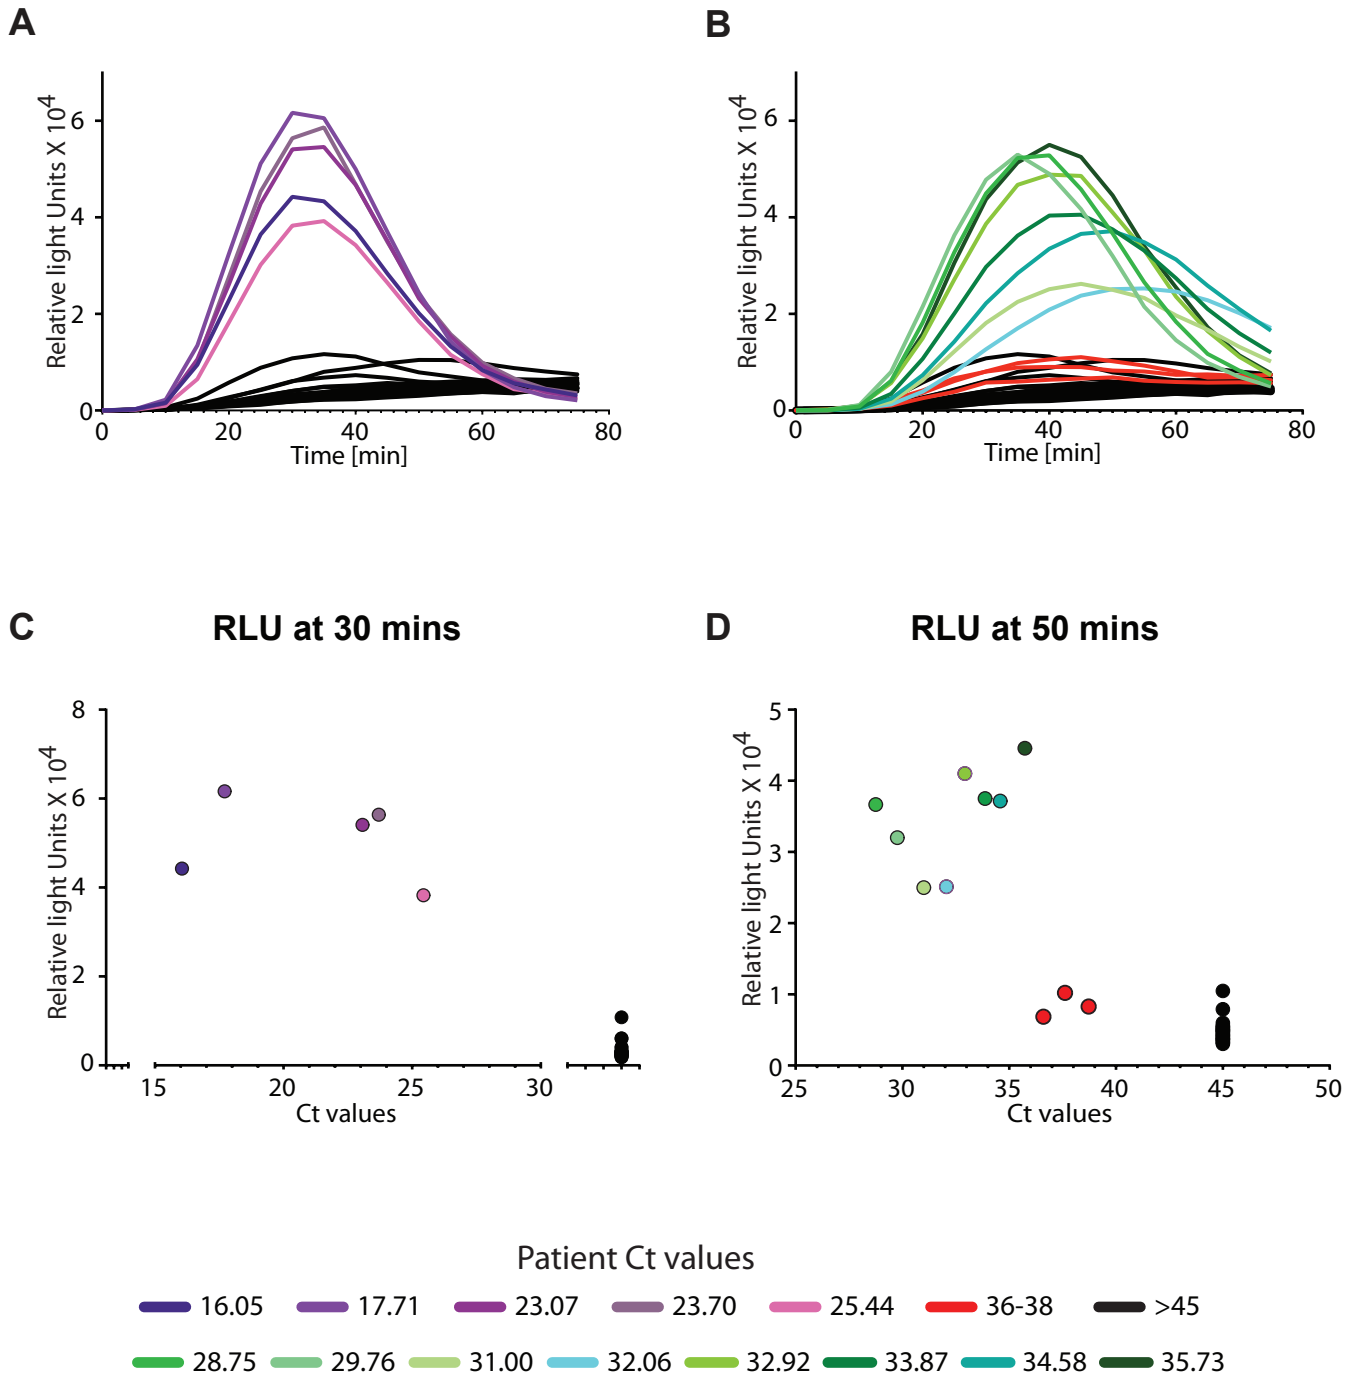 A
B
Relative light Units X 10^4
6
4
2
0
0 20 40 60 80
Time [min]
Relative light Units X 10^4
6
4
2
0
0 20 40 60 80
Time [min]
C
RLU at 30 mins
D
RLU at 50 mins
Relative light Units X 10^4
8
6
4
2
0
15 20 25 30
Ct values
Relative light Units X 10^4
5
4
3
2
1
0
25 30 35 40 45 50
Ct values
Patient Ct values
16.05 17.71 23.07 23.70 25.44 36-38 >45
28.75 29.76 31.00 32.06 32.92 33.87 34.58 35.73